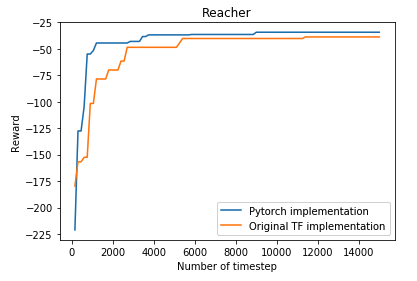 Reacher
−25
−50
−75
−100
−125
−150
−175
−200
−225
Reward
Pytorch implementation
Original TF implementation
0 2000 4000 6000 8000 10000 12000 14000
Number of timestep